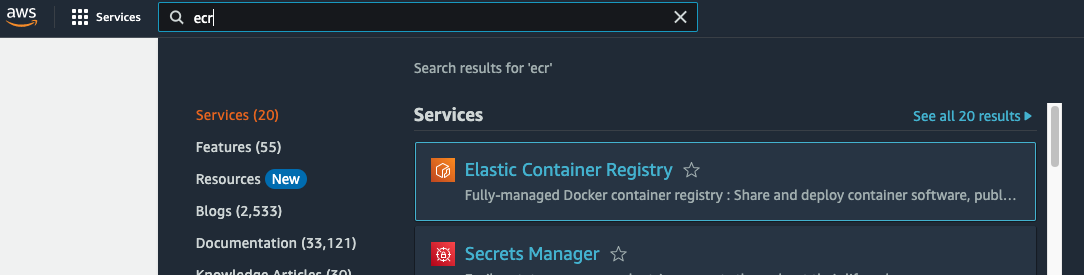 aws
Services
ecr
Search results for 'ecr'
Services (20)
Features (55)
Resources New
Blogs (2,533)
Documentation (33,121)
Knowledge Articles (30)
Services
See all 20 results
Elastic Container Registry
Fully-managed Docker container registry : Share and deploy container software, publ...
Secrets Manager